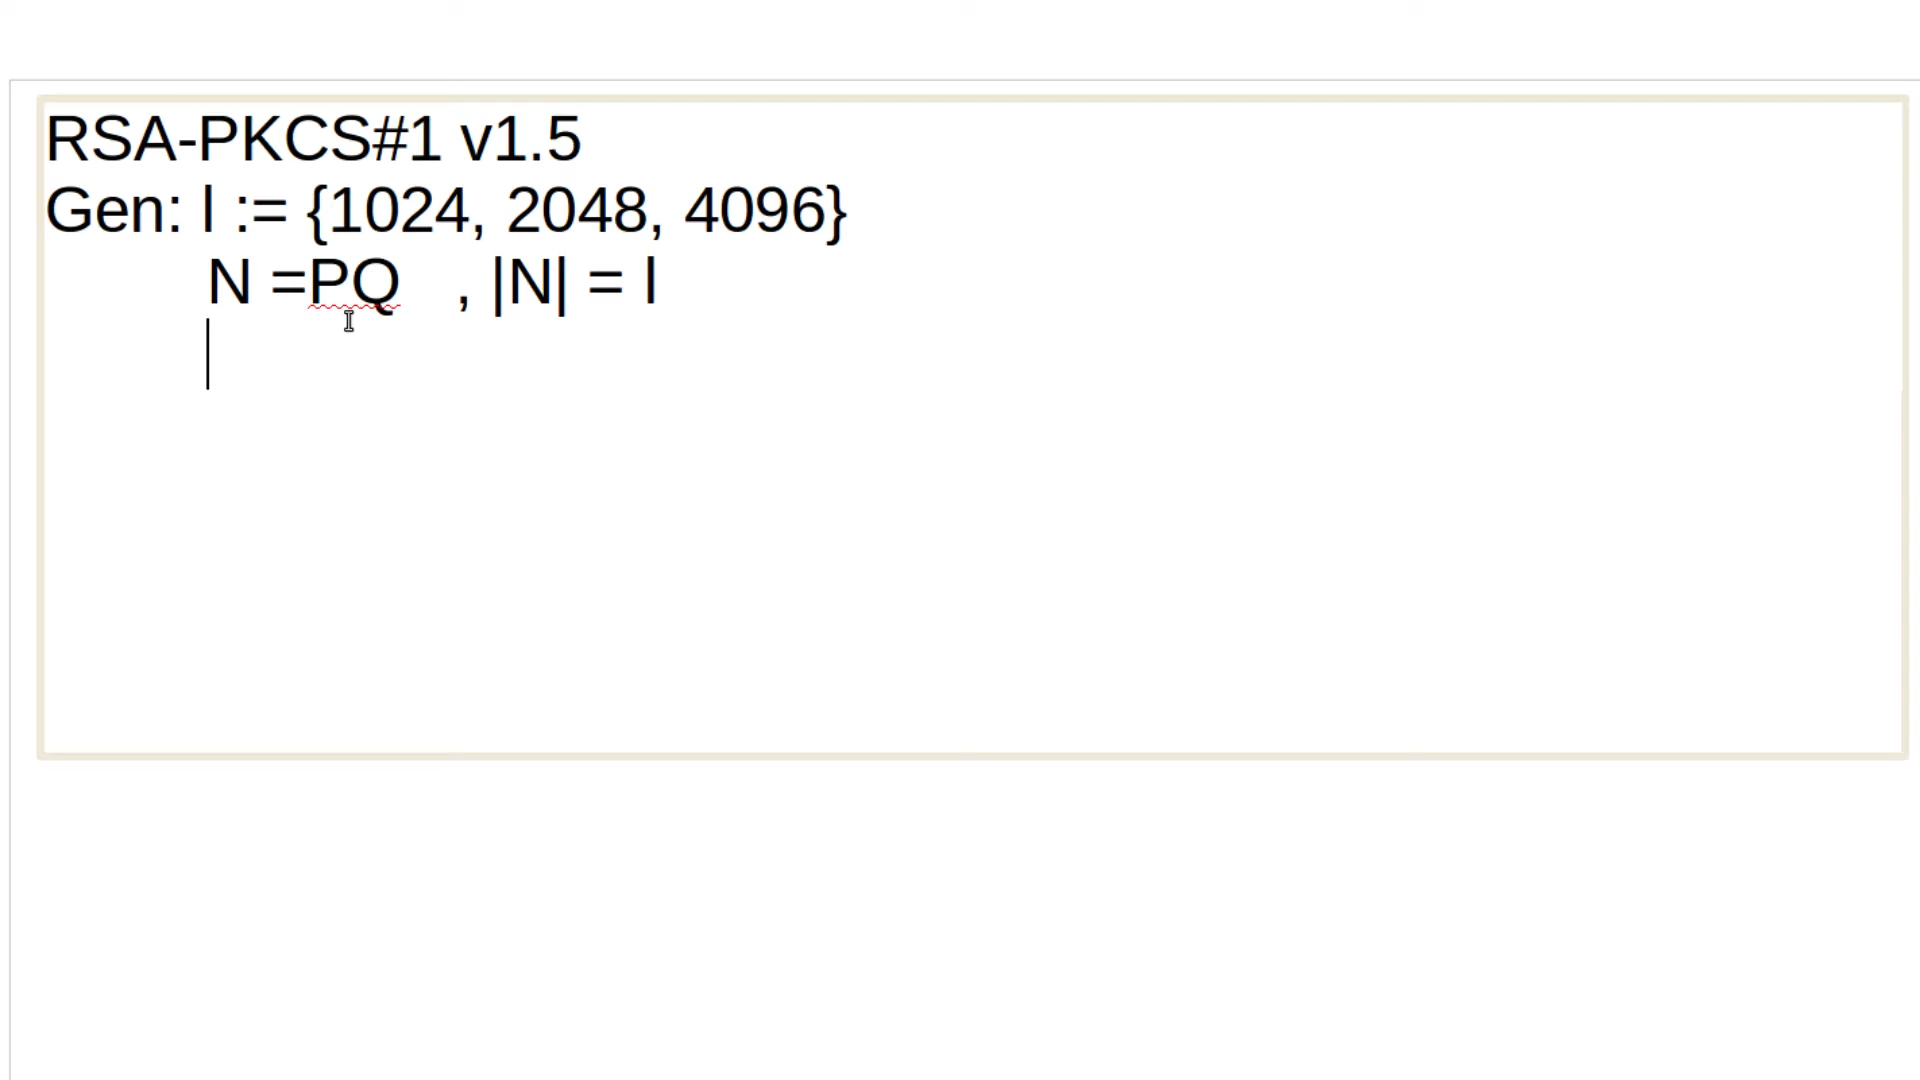 RSA-PKCS#1 v1.5
Gen: l := {1024, 2048, 4096}
N =PQ , |N| = l